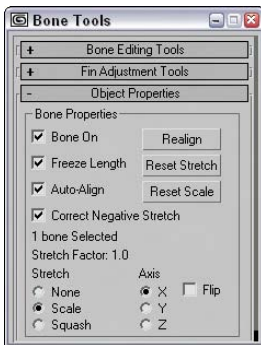 Bone Tools
+ Bone Editing Tools
+ Fin Adjustment Tools
- Object Properties
Bone Properties
Bone On Realign
Freeze Length Reset Stretch
Auto-Align Reset Scale
Correct Negative Stretch
1 bone Selected
Stretch Factor: 1.0
Stretch Axis
None X Flip
Scale Y
Squash Z